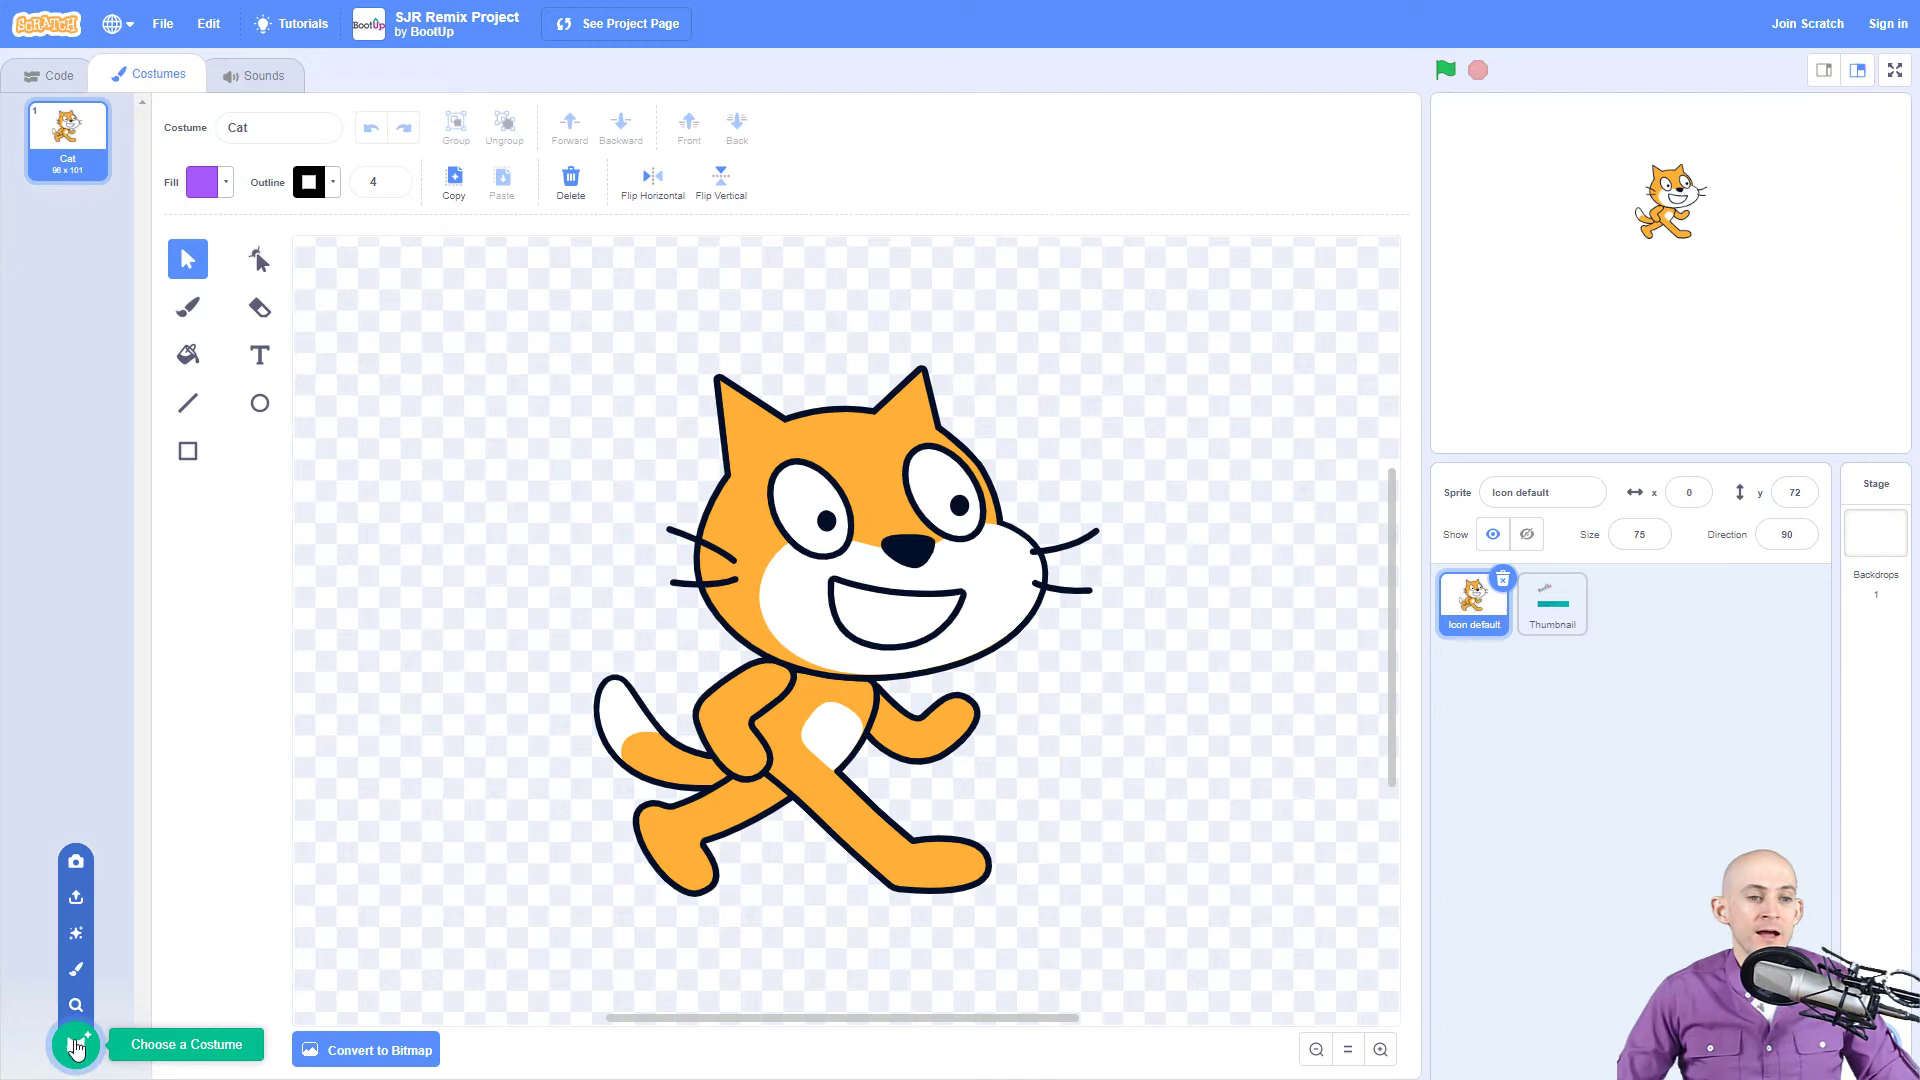 SCRATCH
File
Edit
Tutorials
BootUp
SJR Remix Project
by BootUp
See Project Page
Join Scratch
Sign in
Code
Costumes
Sounds
1
Cat
96 x 101
Costume
Cat
Group
Ungroup
Forward
Backward
Front
Back
Fill
Outline
4
Copy
Paste
Delete
Flip Horizontal
Flip Vertical
Choose a Costume
Convert to Bitmap
Sprite
Icon default
x
0
y
72
Show
Size
75
Direction
90
Icon default
Thumbnail
Stage
Backdrops
1